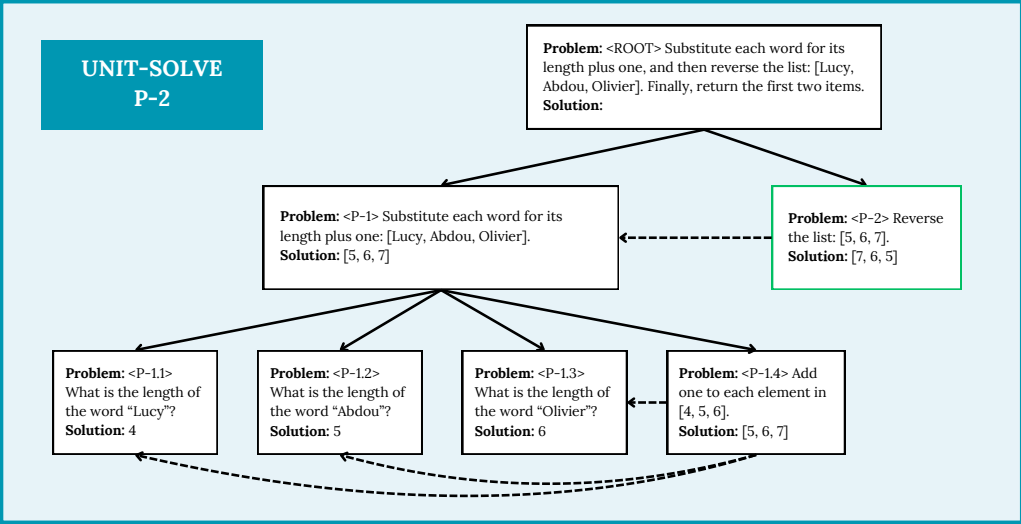 UNIT-SOLVE
P-2
Problem: <ROOT> Substitute each word for its
length plus one, and then reverse the list: [Lucy,
Abdou, Olivier]. Finally, return the first two items.
Solution:
Problem: <P-1> Substitute each word for its
length plus one: [Lucy, Abdou, Olivier].
Solution: [5, 6, 7]
Problem: <P-2> Reverse
the list: [5, 6, 7].
Solution: [7, 6, 5]
Problem: <P-1.1>
What is the length of
the word “Lucy”?
Solution: 4
Problem: <P-1.2>
What is the length of
the word “Abdou”?
Solution: 5
Problem: <P-1.3>
What is the length of
the word “Olivier”?
Solution: 6
Problem: <P-1.4> Add
one to each element in
[4, 5, 6].
Solution: [5, 6, 7]